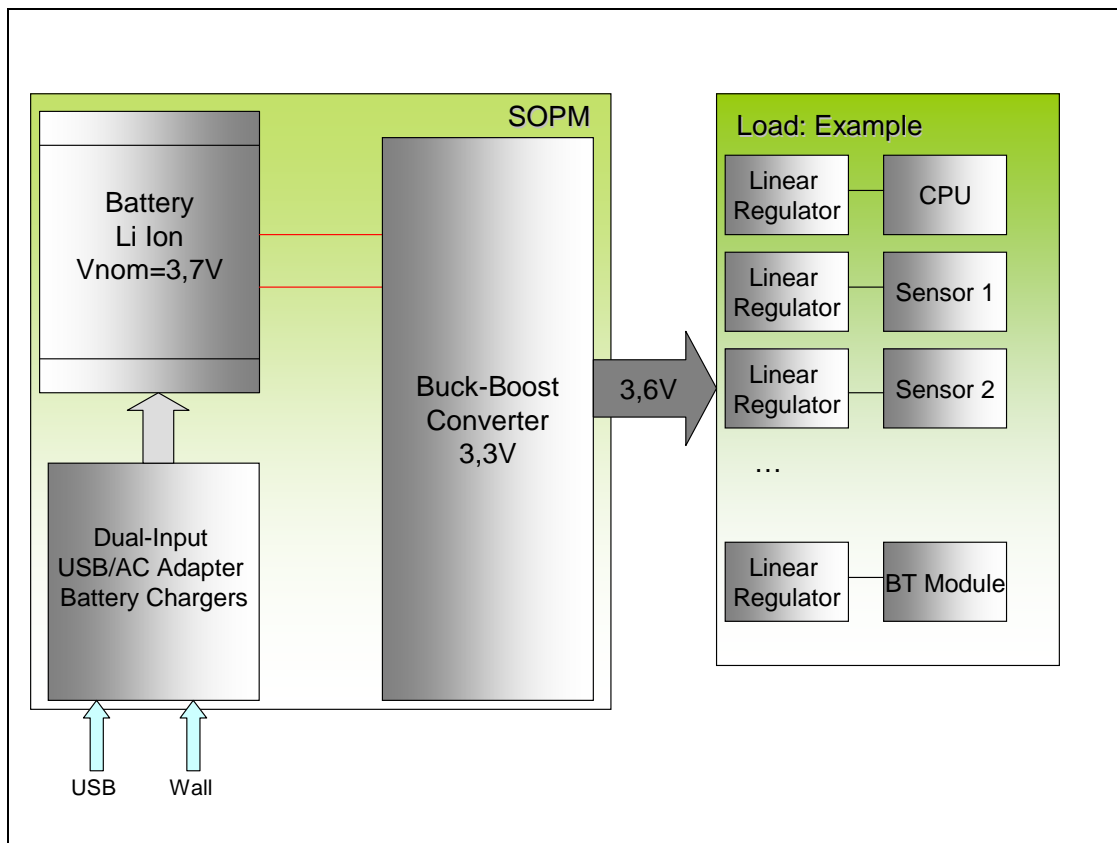 SOPM
Battery
Li Ion
Vnom=3,7V
Dual-Input
USB/AC Adapter
Battery Chargers
USB
Wall
Buck-Boost
Converter
3,3V
3,6V
Load: Example
Linear
Regulator
CPU
Linear
Regulator
Sensor 1
Linear
Regulator
Sensor 2
...
Linear
Regulator
BT Module